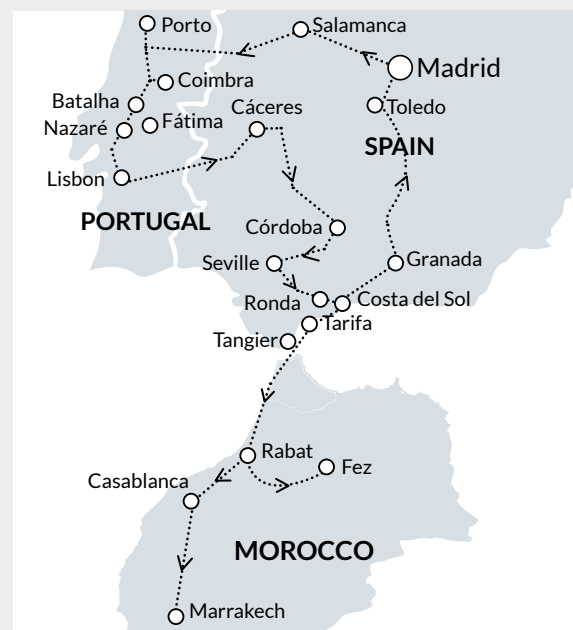 Porto
Salamanca
Madrid
Coimbra
Batalha
Cáceres
Toledo
Nazaré
Fátima
SPAIN
Lisbon
PORTUGAL
Córdoba
Seville
Granada
Ronda
Costa del Sol
Tarifa
Tangier
Rabat
Fez
Casablanca
MOROCCO
Marrakech